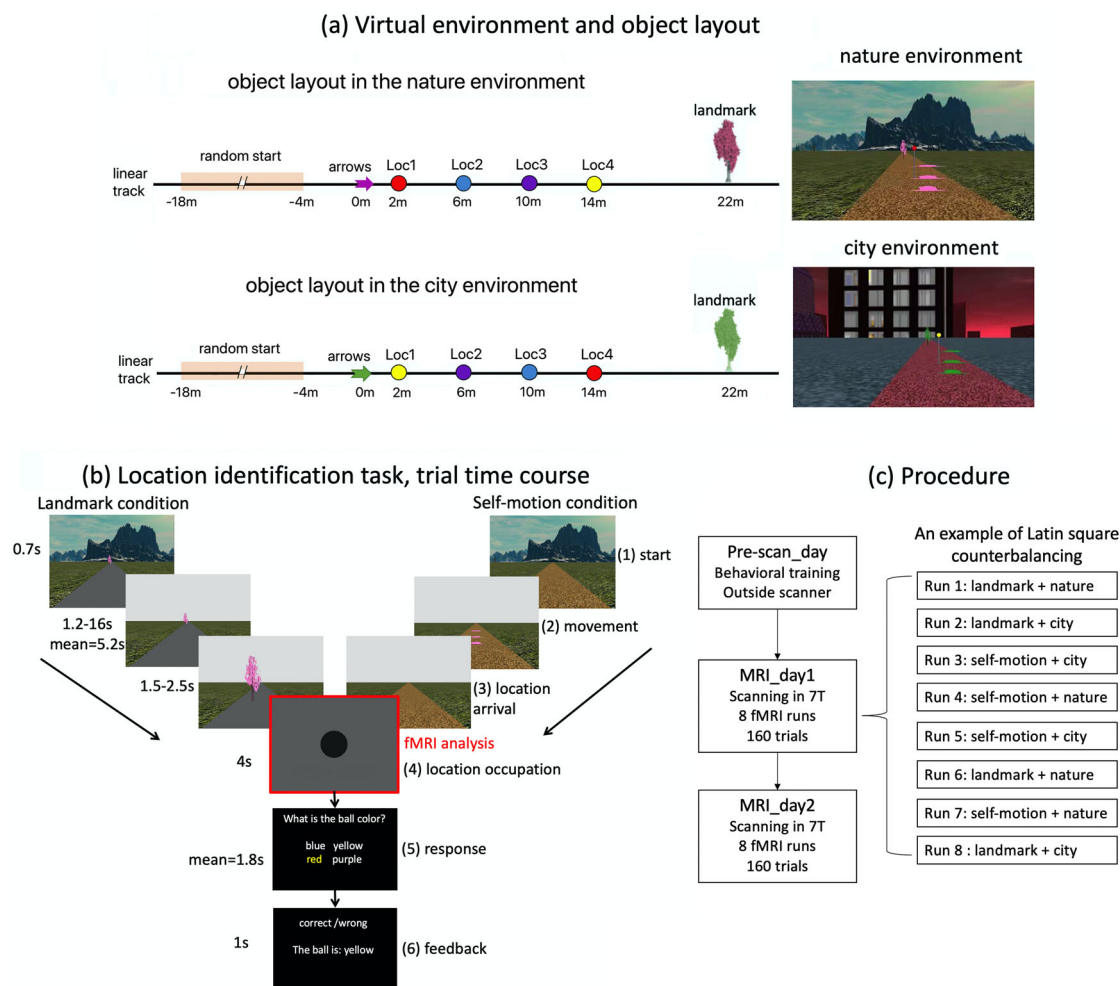 (a) Virtual environment and object layout
object layout in the nature environment
nature environment
landmark
random start
arrows
Loc1
Loc2
Loc3
Loc4
linear
track
-18m
-4m
0m
2m
6m
10m
14m
22m
city environment
object layout in the city environment
landmark
random start
arrows
Loc1
Loc2
Loc3
Loc4
linear
track
-18m
-4m
0m
2m
6m
10m
14m
22m
(b) Location identification task, trial time course
Landmark condition
Self-motion condition
0.7s
(1) start
1.2-16s
mean=5.2s
(2) movement
1.5-2.5s
(3) location
arrival
fMRI analysis
4s
(4) location occupation
What is the ball color?
blue yellow
red purple
mean=1.8s
(5) response
correct /wrong
The ball is: yellow
1s
(6) feedback
(c) Procedure
Pre-scan_day
Behavioral training
Outside scanner
MRI_day1
Scanning in 7T
8 fMRI runs
160 trials
MRI_day2
Scanning in 7T
8 fMRI runs
160 trials
An example of Latin square
counterbalancing
Run 1: landmark + nature
Run 2: landmark + city
Run 3: self-motion + city
Run 4: self-motion + nature
Run 5: self-motion + city
Run 6: landmark + nature
Run 7: self-motion + nature
Run 8 : landmark + city